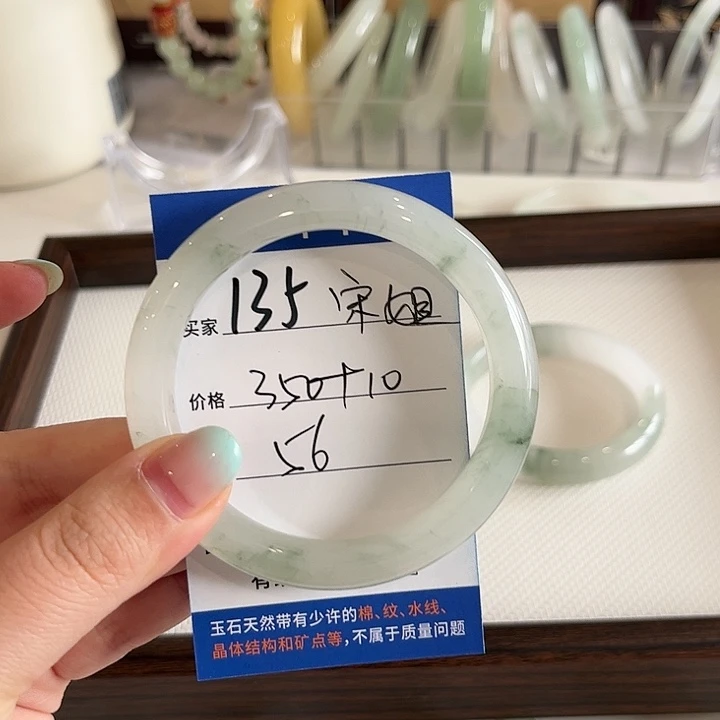 买家 135 宋姐
价格 350+10
56
玉石天然带有少许的棉、纹、水线、
晶体结构和矿点等，不属于质量问题